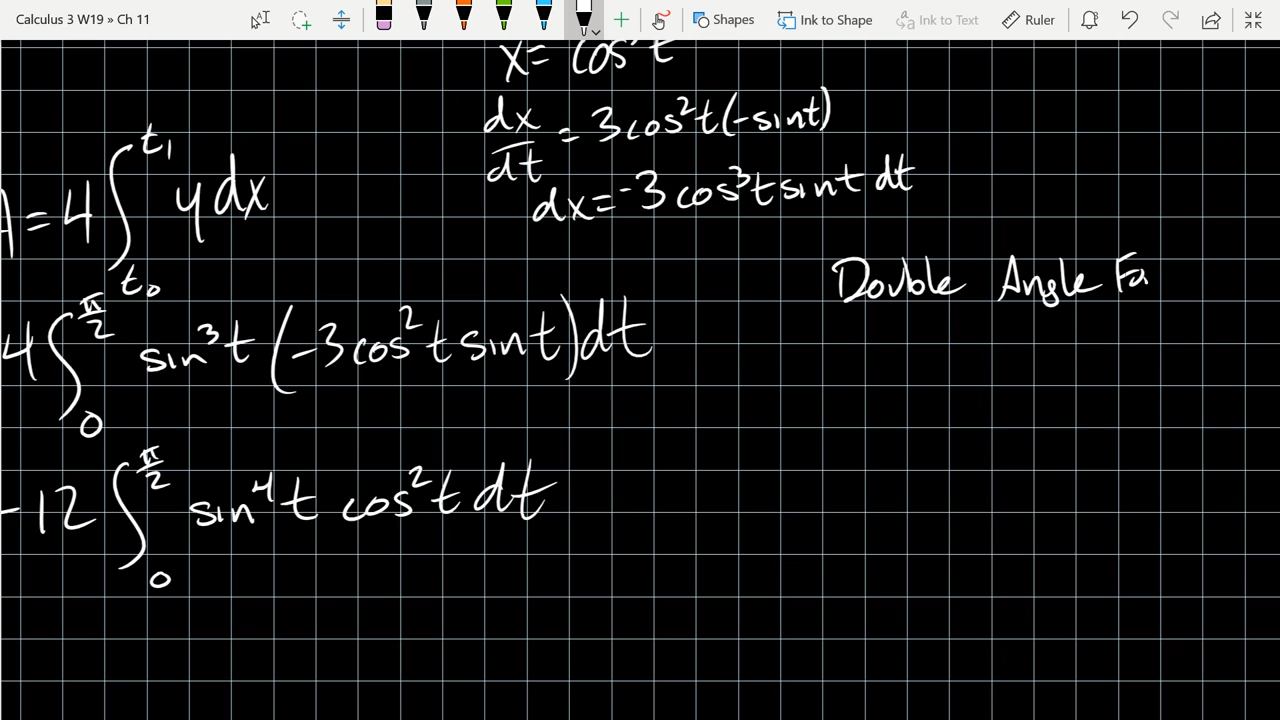 Calculus 3 W19 » Ch 11
Shapes
Ink to Shape
Ink to Text
Ruler
x = cos³ t
dx/dt = 3cos²t(-sint)
dx = -3 cos³t sint dt
A = 4 ∫_{t₀}^{t₁} y dx
Double Angle Fo
4 ∫_0^{π/2} sin³t (-3cos²t sint) dt
-12 ∫_0^{π/2} sin⁴t cos²t dt